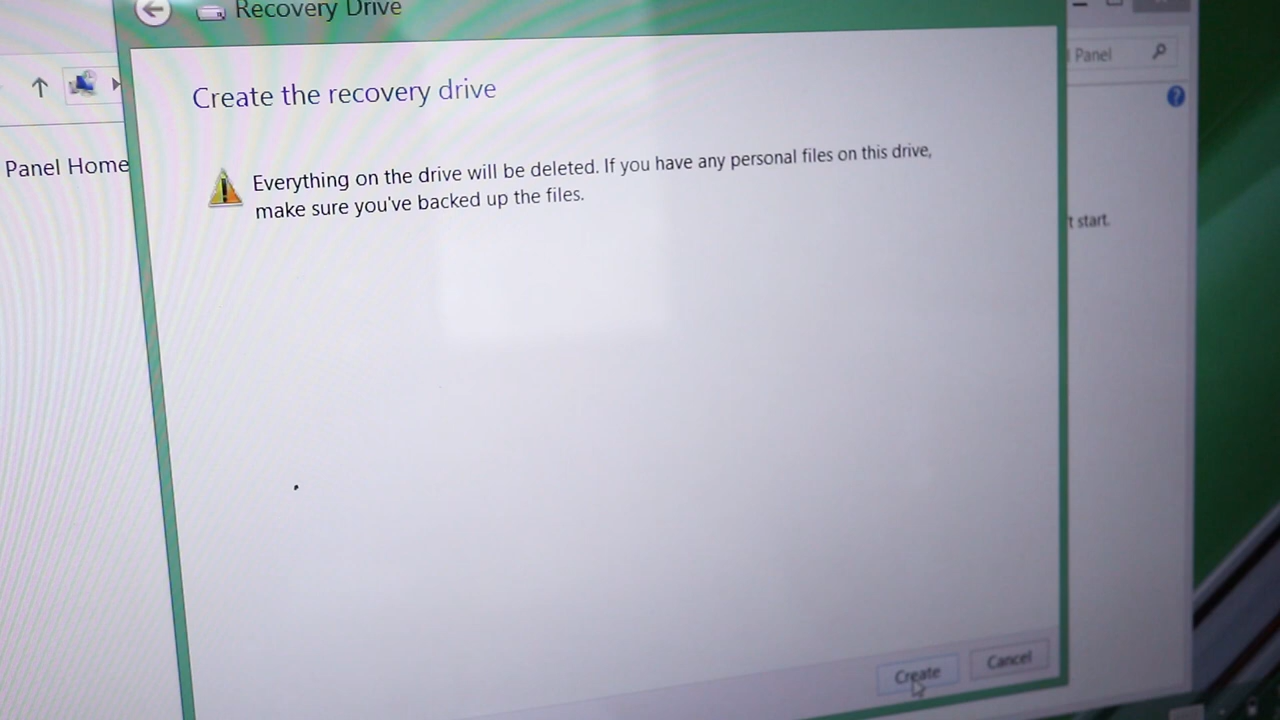 Recovery Drive
Panel
Create the recovery drive
Panel Home
Everything on the drive will be deleted. If you have any personal files on this drive,
make sure you've backed up the files.
t start.
Create
Cancel